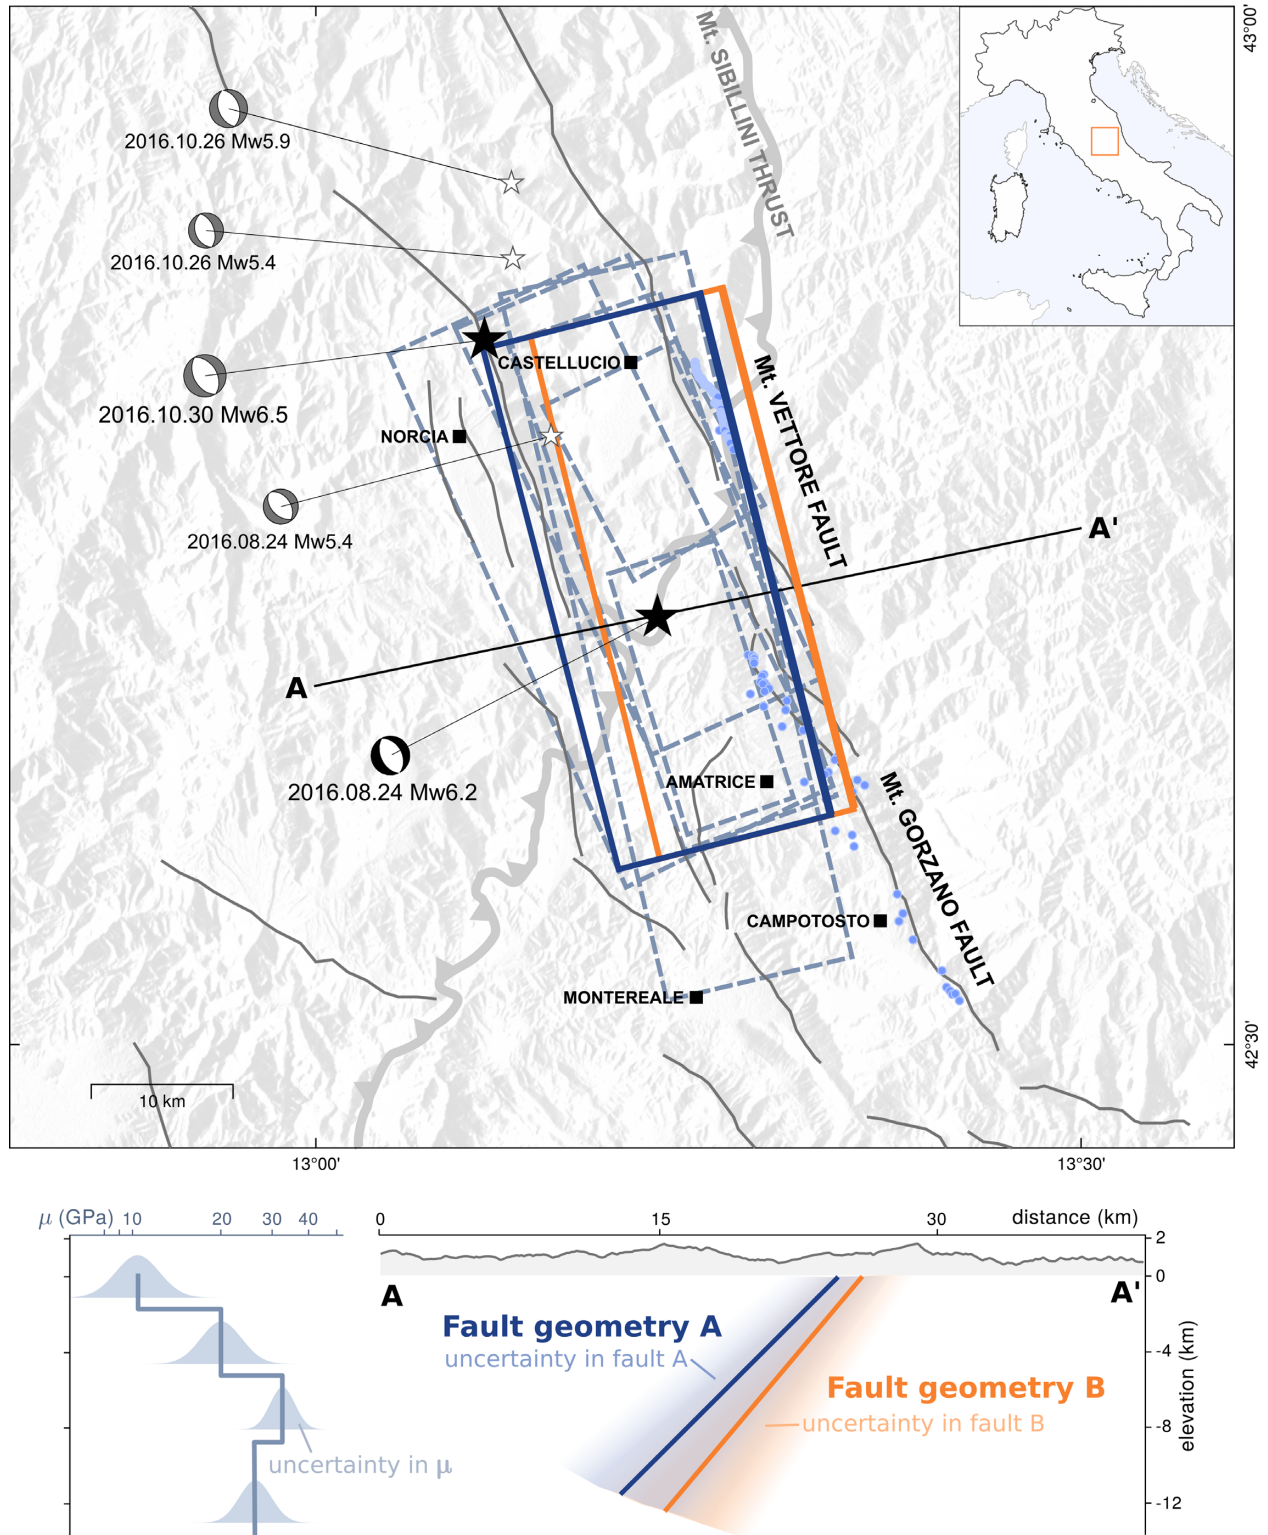 43°00'
Mt. SIBILLINI THRUST
2016.10.26 Mw5.9
2016.10.26 Mw5.4
CASTELLUCIO
2016.10.30 Mw6.5
NORCIA
Mt. VETTORE FAULT
2016.08.24 Mw5.4
A'
A
2016.08.24 Mw6.2
AMATRICE
Mt. GORZANO FAULT
CAMPOTOSTO
MONTEREALE
42°30'
10 km
13°00'
13°30'
μ (GPa) 10 20 30 40
0 15 30 distance (km)
2
0
A
A'
Fault geometry A
uncertainty in fault A
-4
Fault geometry B
uncertainty in fault B
-8
elevation (km)
uncertainty in μ
-12